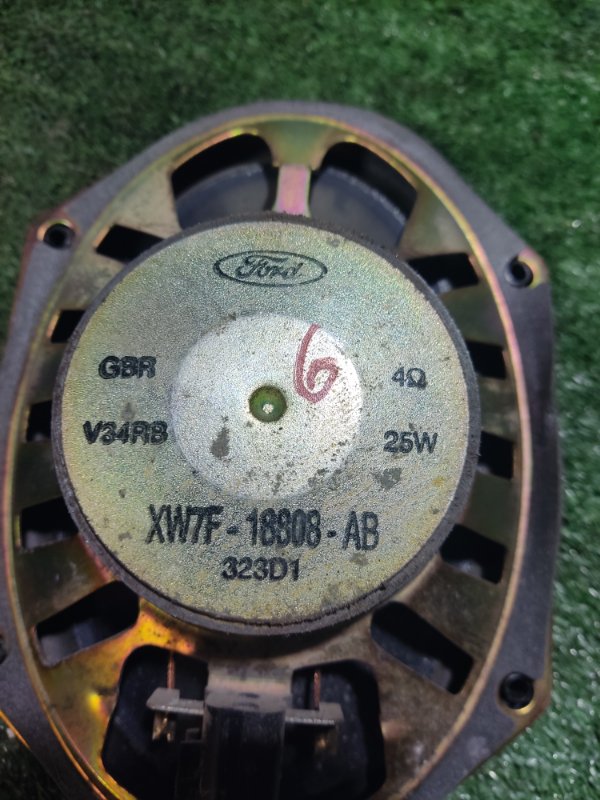 Ford
6
GBR 4Ω
V34RB 25W
XW7F-18808-AB
323D1